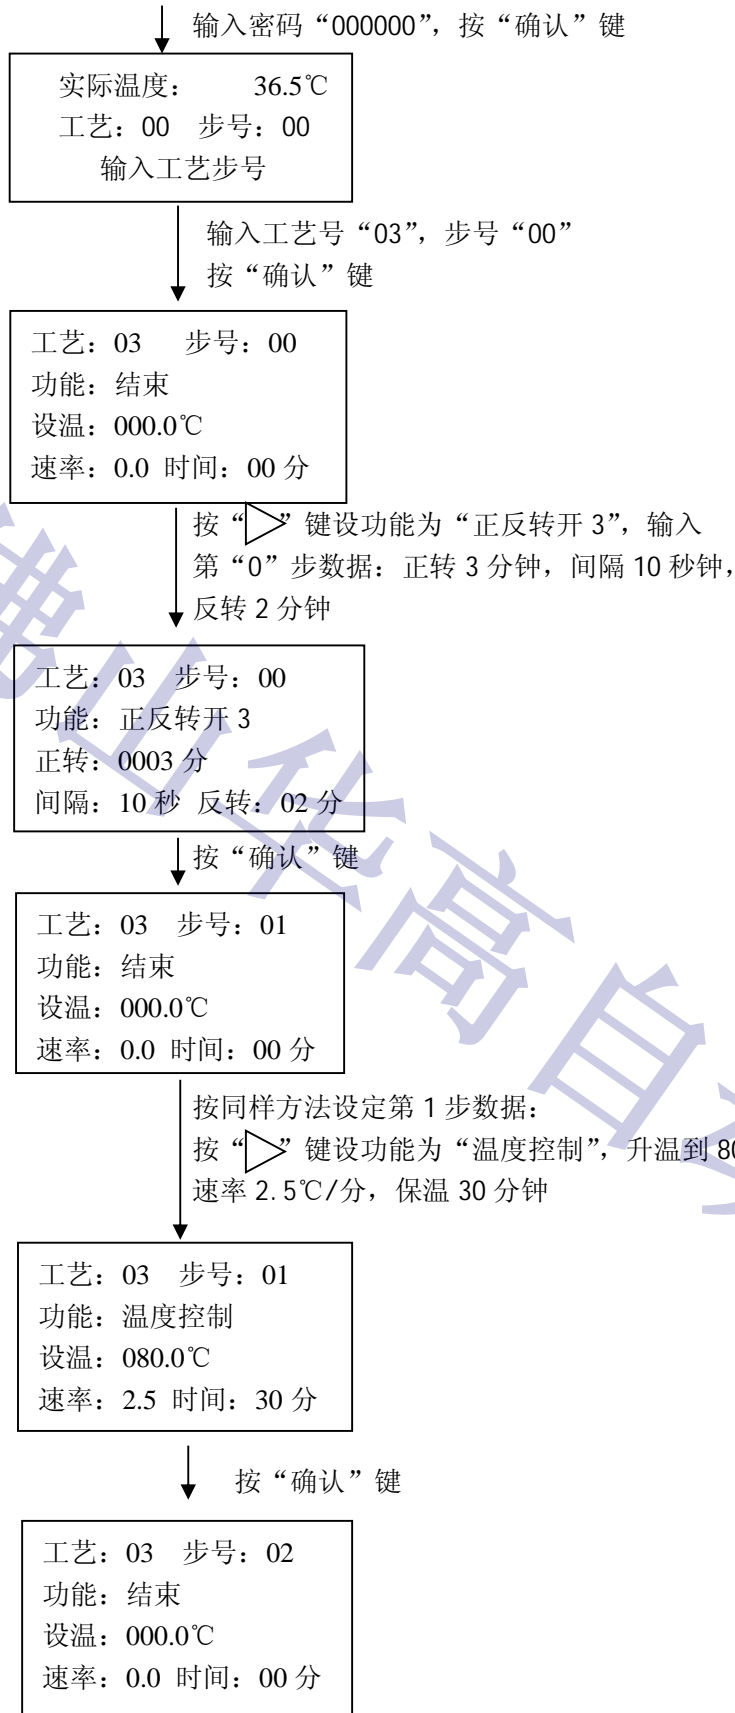 输入密码“000000”，按“确认”键
实际温度： 36.5℃
工艺：00 步号：00
输入工艺步号
输入工艺号“03”，步号“00”
按“确认”键
工艺：03 步号：00
功能：结束
设温：000.0℃
速率：0.0 时间：00 分
按“▷”键设功能为“正反转开 3”，输入
第“0”步数据：正转 3 分钟，间隔 10 秒钟，
反转 2 分钟
工艺：03 步号：00
功能：正反转开 3
正转：0003 分
间隔：10 秒 反转：02 分
按“确认”键
工艺：03 步号：01
功能：结束
设温：000.0℃
速率：0.0 时间：00 分
按同样方法设定第 1 步数据：
按“▷”键设功能为“温度控制”，升温到 80
速率 2.5℃/分，保温 30 分钟
工艺：03 步号：01
功能：温度控制
设温：080.0℃
速率：2.5 时间：30 分
按“确认”键
工艺：03 步号：02
功能：结束
设温：000.0℃
速率：0.0 时间：00 分
佛山华高自动